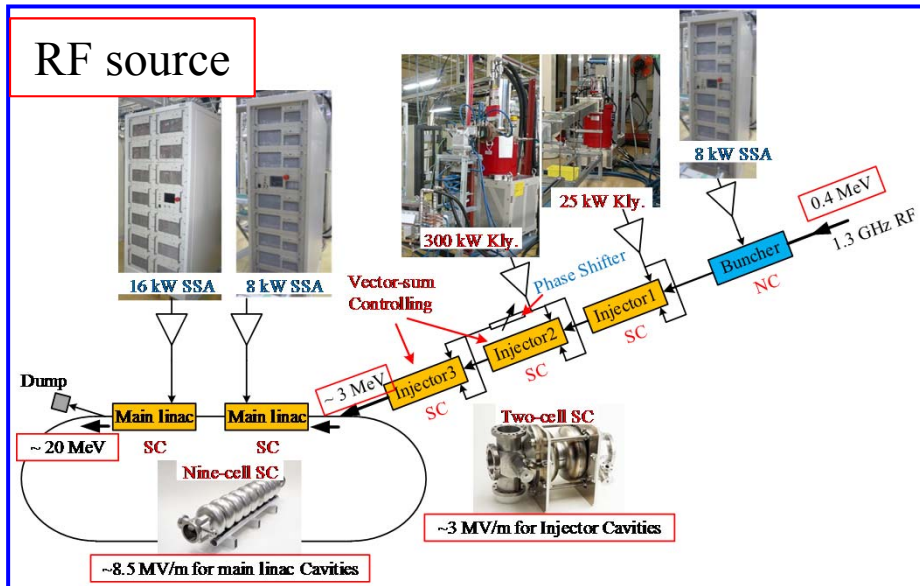 RF source
8 kW SSA
25 kW Kly.
300 kW Kly.
0.4 MeV
1.3 GHz RF
16 kW SSA
8 kW SSA
Vector-sum
Controlling
Phase Shifter
Buncher
NC
Injector1
SC
Injector2
SC
Injector3
SC
~ 3 MeV
Dump
Main linac
Main linac
SC
SC
~ 20 MeV
Nine-cell SC
Two-cell SC
~3 MV/m for Injector Cavities
~8.5 MV/m for main linac Cavities